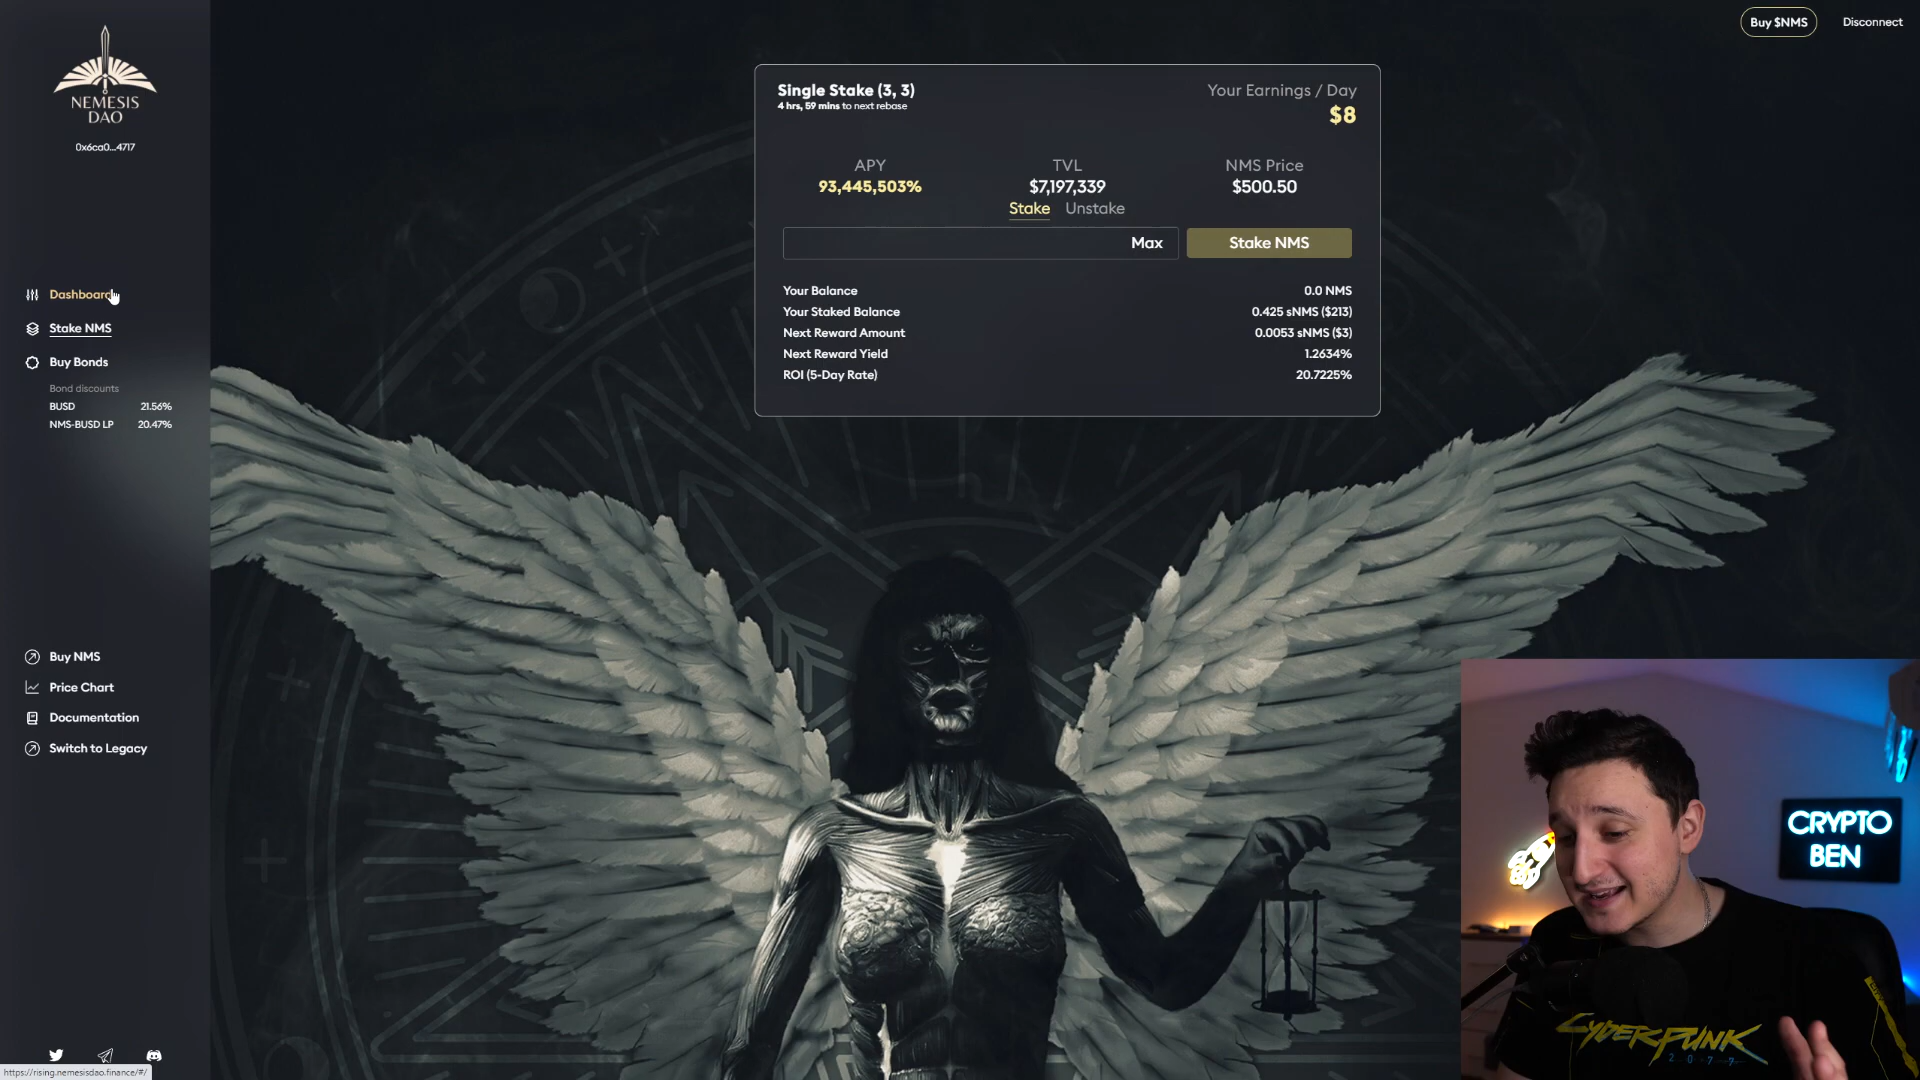 NEMESIS
DAO
0x6ca0...4717
Dashboard
Stake NMS
Buy Bonds
Bond discounts
BUSD 21.56%
NMS-BUSD LP 20.47%
Buy NMS
Price Chart
Documentation
Switch to Legacy
https://rising.nemesisdao.finance/#/
Buy $NMS Disconnect
Single Stake (3, 3)
4 hrs, 59 mins to next rebase
Your Earnings / Day
$8
APY TVL NMS Price
93,445,503% $7,197,339 $500.50
Stake Unstake
Max Stake NMS
Your Balance 0.0 NMS
Your Staked Balance 0.425 sNMS ($213)
Next Reward Amount 0.0053 sNMS ($3)
Next Reward Yield 1.2634%
ROI (5-Day Rate) 20.7225%
CRYPTO
BEN
CYBERPUNK
2077